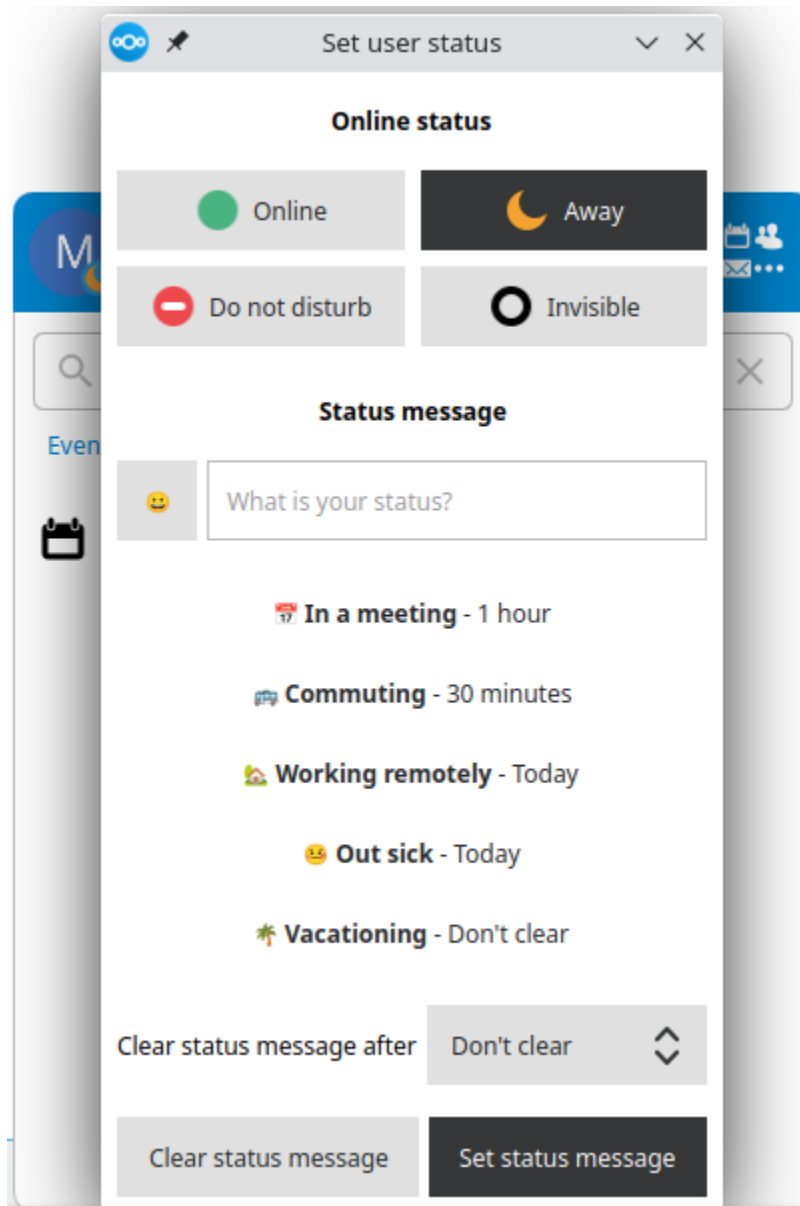 Set user status
Online status
Online
Away
M
Do not disturb
Invisible
Status message
Even
What is your status?
17
In a meeting - 1 hour
Commuting - 30 minutes
Working remotely - Today
Out sick - Today
Vacationing - Don't clear
Clear status message after
Don't clear
Clear status message
Set status message